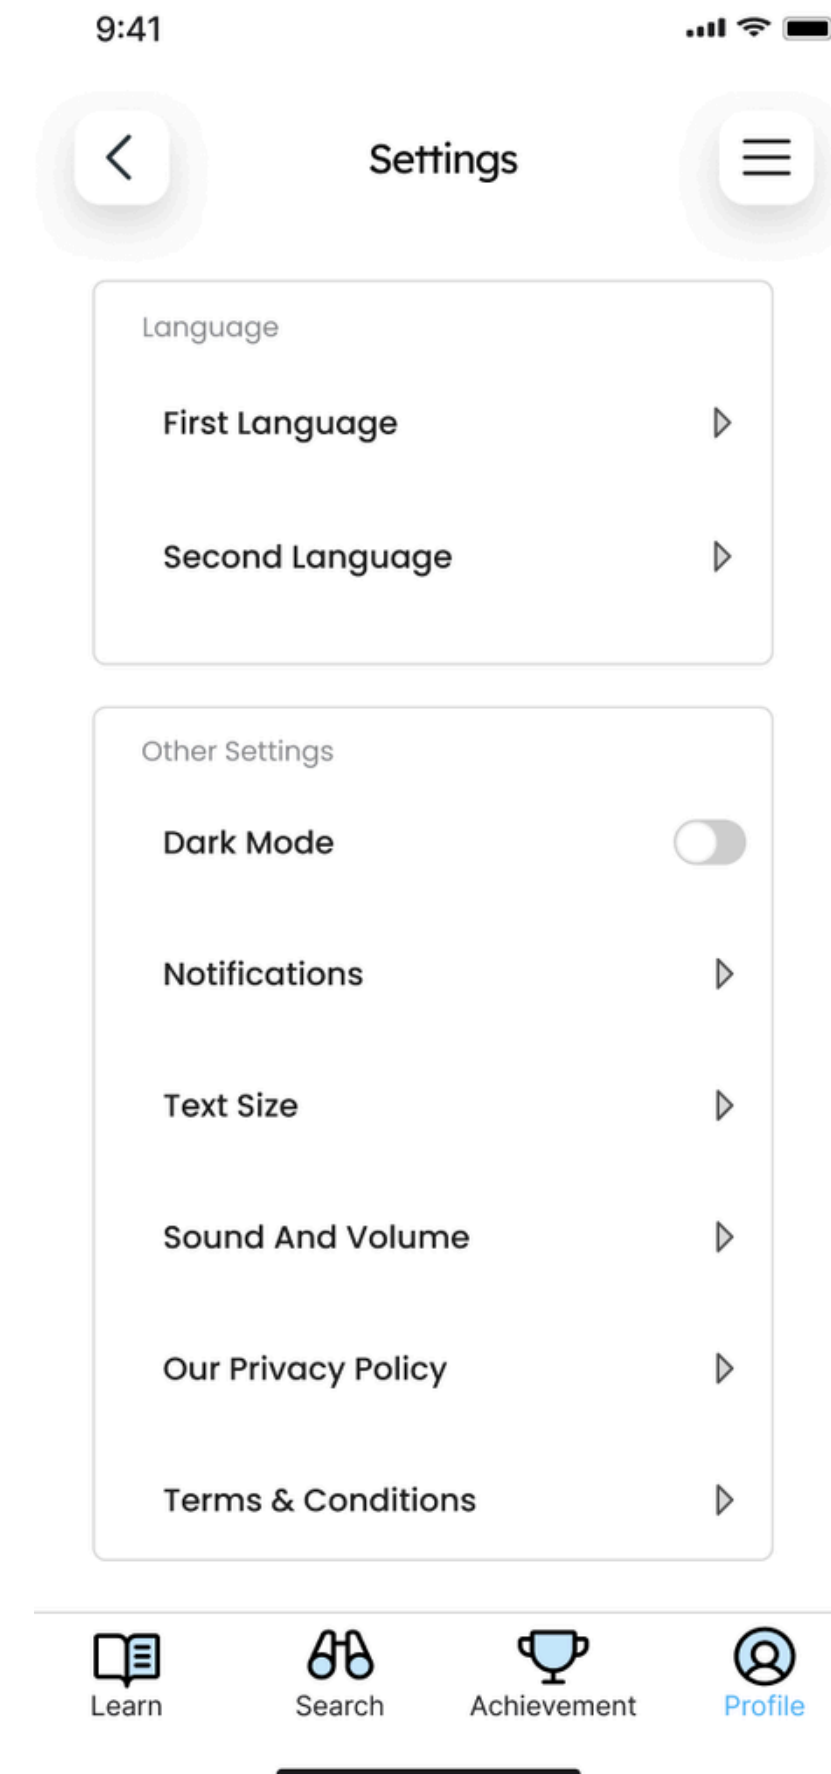 9:41
Settings
Language
First Language
Second Language
Other Settings
Dark Mode
Notifications
Text Size
Sound And Volume
Our Privacy Policy
Terms & Conditions
Learn Search Achievement Profile